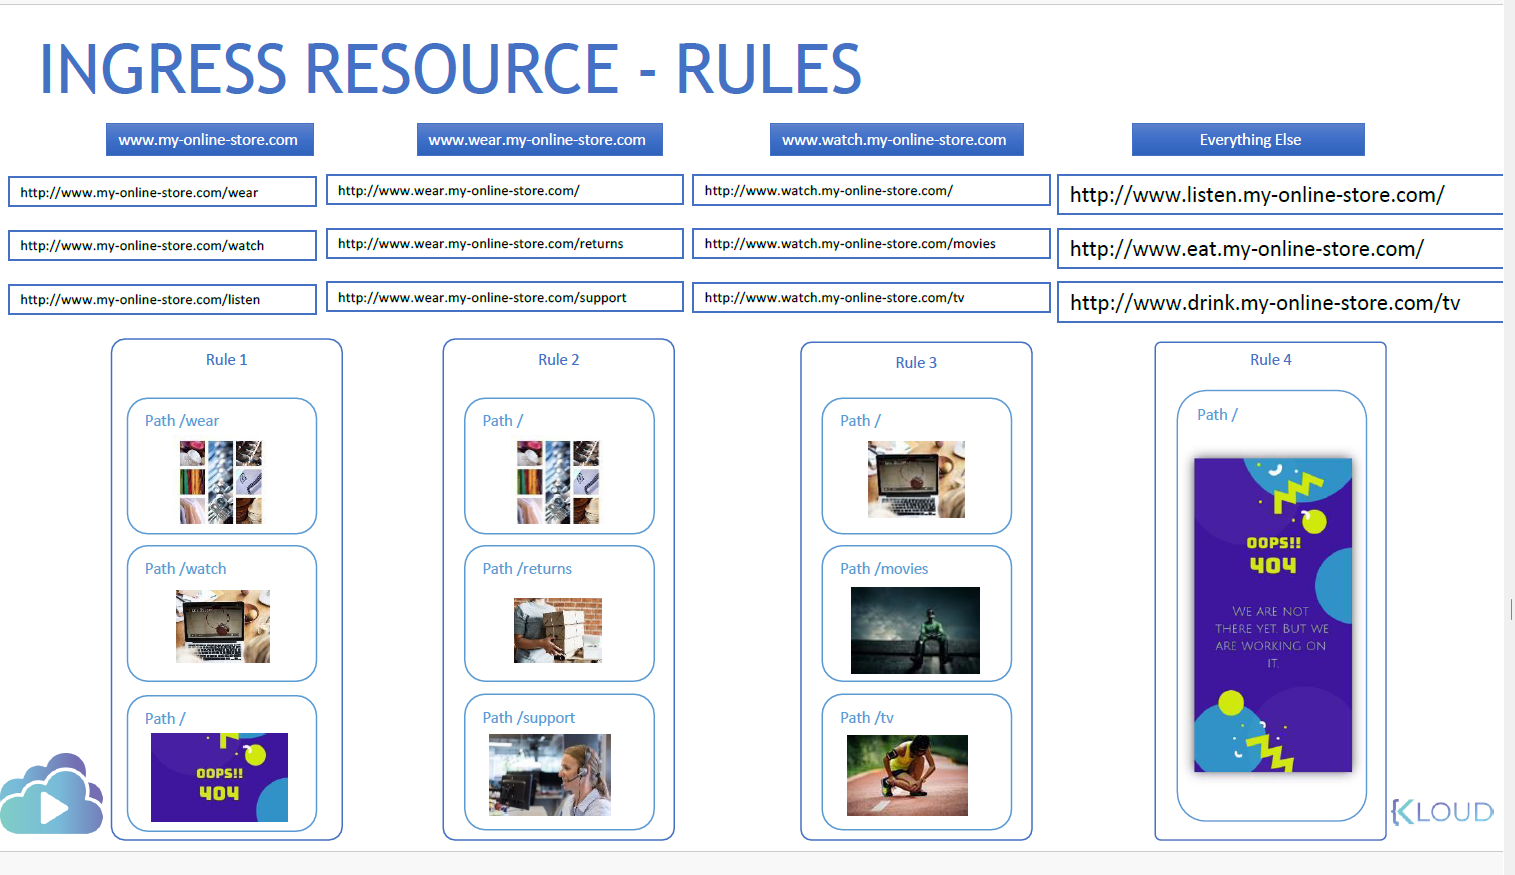 INGRESS RESOURCE - RULES
www.my-online-store.com
www.wear.my-online-store.com
www.watch.my-online-store.com
Everything Else
http://www.my-online-store.com/wear
http://www.wear.my-online-store.com/
http://www.watch.my-online-store.com/
http://www.listen.my-online-store.com/
http://www.my-online-store.com/watch
http://www.wear.my-online-store.com/returns
http://www.watch.my-online-store.com/movies
http://www.eat.my-online-store.com/
http://www.my-online-store.com/listen
http://www.wear.my-online-store.com/support
http://www.watch.my-online-store.com/tv
http://www.drink.my-online-store.com/tv
Rule 1
Path /wear
Path /watch
Path /
OOPS!!
404
Rule 2
Path /
Path /returns
Path /support
Rule 3
Path /
Path /movies
Path /tv
Rule 4
Path /
OOPS!!
404
WE ARE NOT
THERE YET. BUT WE
ARE WORKING ON
IT.
KLOUD